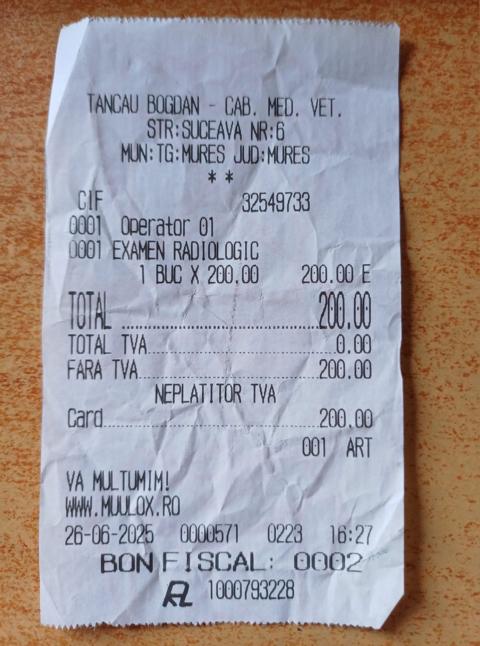 TANCAU BOGDAN - CAB. MED. VET.
STR:SUCEAVA NR:6
MUN:TG:MURES JUD:MURES
**
CIF 32549733
0001 Operator 01
0001 EXAMEN RADIOLOGIC
1 BUC X 200.00 200.00 E
TOTAL ........................ 200.00
TOTAL TVA........................0.00
FARA TVA........................200.00
NEPLATITOR TVA
Card........................200.00
001 ART
VA MULTUMIM!
WWW.MUULOX.RO
26-06-2025 0000571 0223 16:27
BON FISCAL: 0002
1000793228